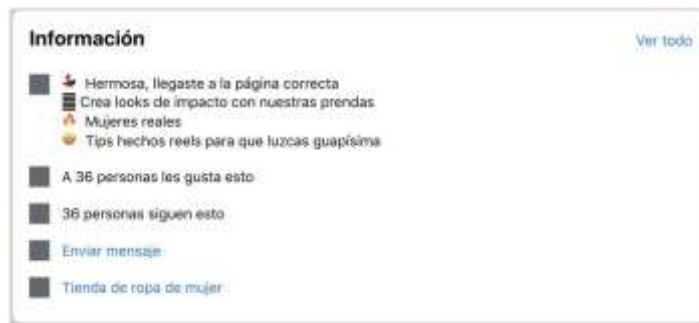 Información
Ver todo
💃 Hermosa, llegaste a la página correcta
Crea looks de impacto con nuestras prendas
🔥 Mujeres reales
Tips hechos reels para que luzcas guapísima
A 36 personas les gusta esto
36 personas siguen esto
Enviar mensaje
Tienda de ropa de mujer